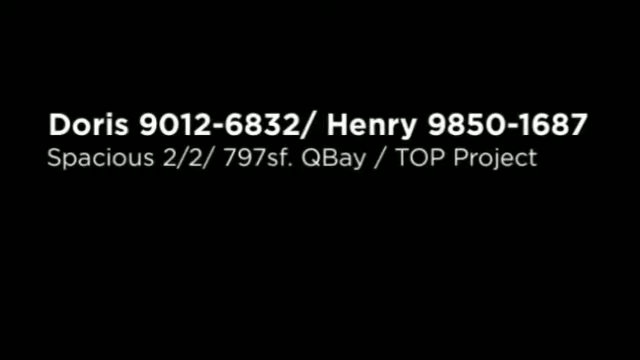 Doris 9012-6832/ Henry 9850-1687
Spacious 2/2/ 797sf. QBay / TOP Project